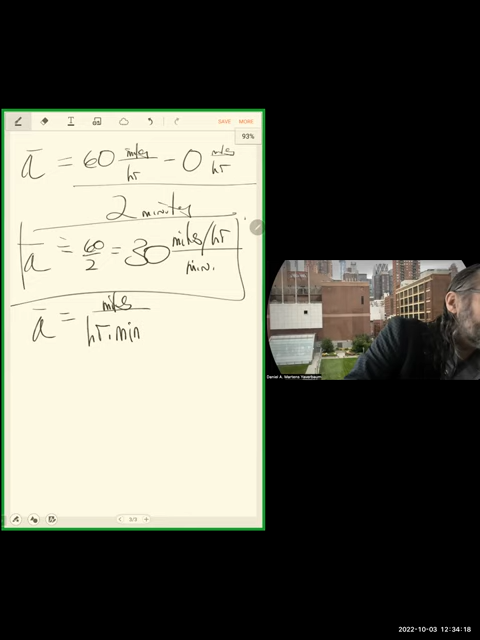 SAVE MORE
93%
a̅ = 60 miles/hr - 0 miles/hr
2 minutes
a̅ = 60/2 = 30 miles/hr/min.
a̅ = miles/hr.min
Daniel A. Martens Yaverbaum
3/3
2022-10-03 12:34:18